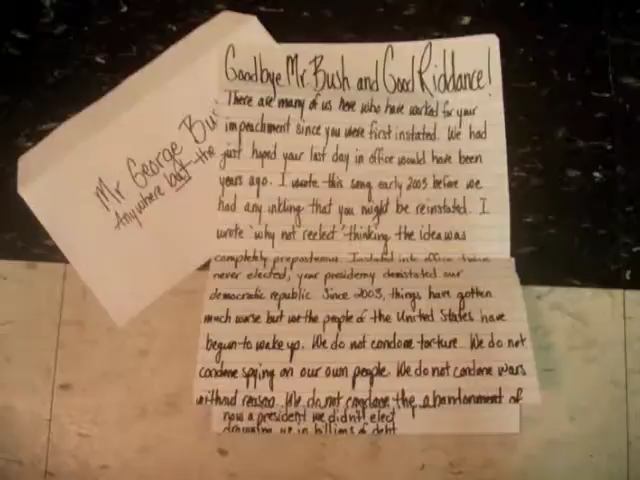 Mr George Bu
Anywhere but the
Goodbye Mr. Bush and Good Riddance!
There are many of us here who have worked for your
impeachment since you were first instated. We had
just hoped your last day in office would have been
years ago. I wrote this song early 2003 before we
had any inkling that you might be reinstated. I
wrote "why not reelect" thinking the idea was
completely preposterous. Instated into office twice
never elected, your presidency devastated our
democratic republic. Since 2003, things have gotten
much worse but we the people of the United States have
begun to wake up. We do not condone torture. We do not
condone spying on our own people. We do not condone wars
without reason. We do not condone the abandonment of
now a president we didn't elect
drowning us in billions of debt